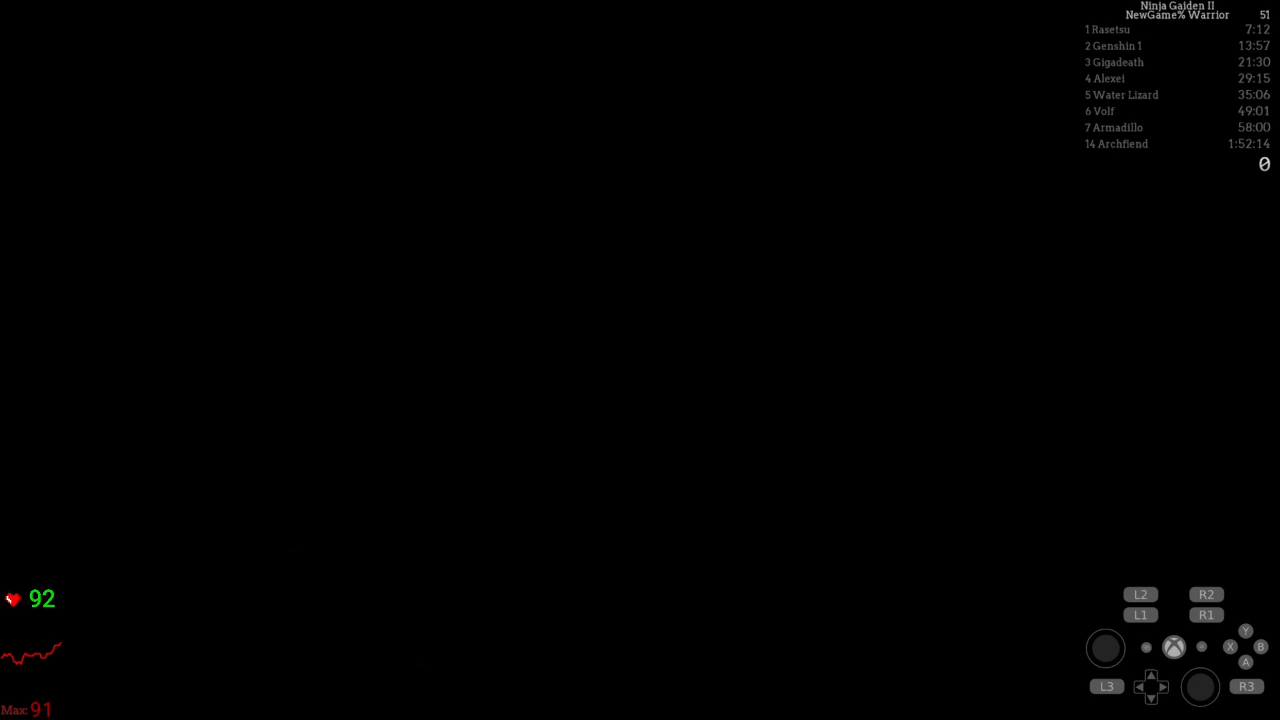 Ninja Gaiden II
NewGame% Warrior 51
1 Rasetsu 7:12
2 Genshin 1 13:57
3 Gigadeath 21:30
4 Alexei 29:15
5 Water Lizard 35:06
6 Volf 49:01
7 Armadillo 58:00
14 Archfiend 1:52:14
0
92
L2 R2
L1 R1
Y
X B
A
L3 R3
Max: 91